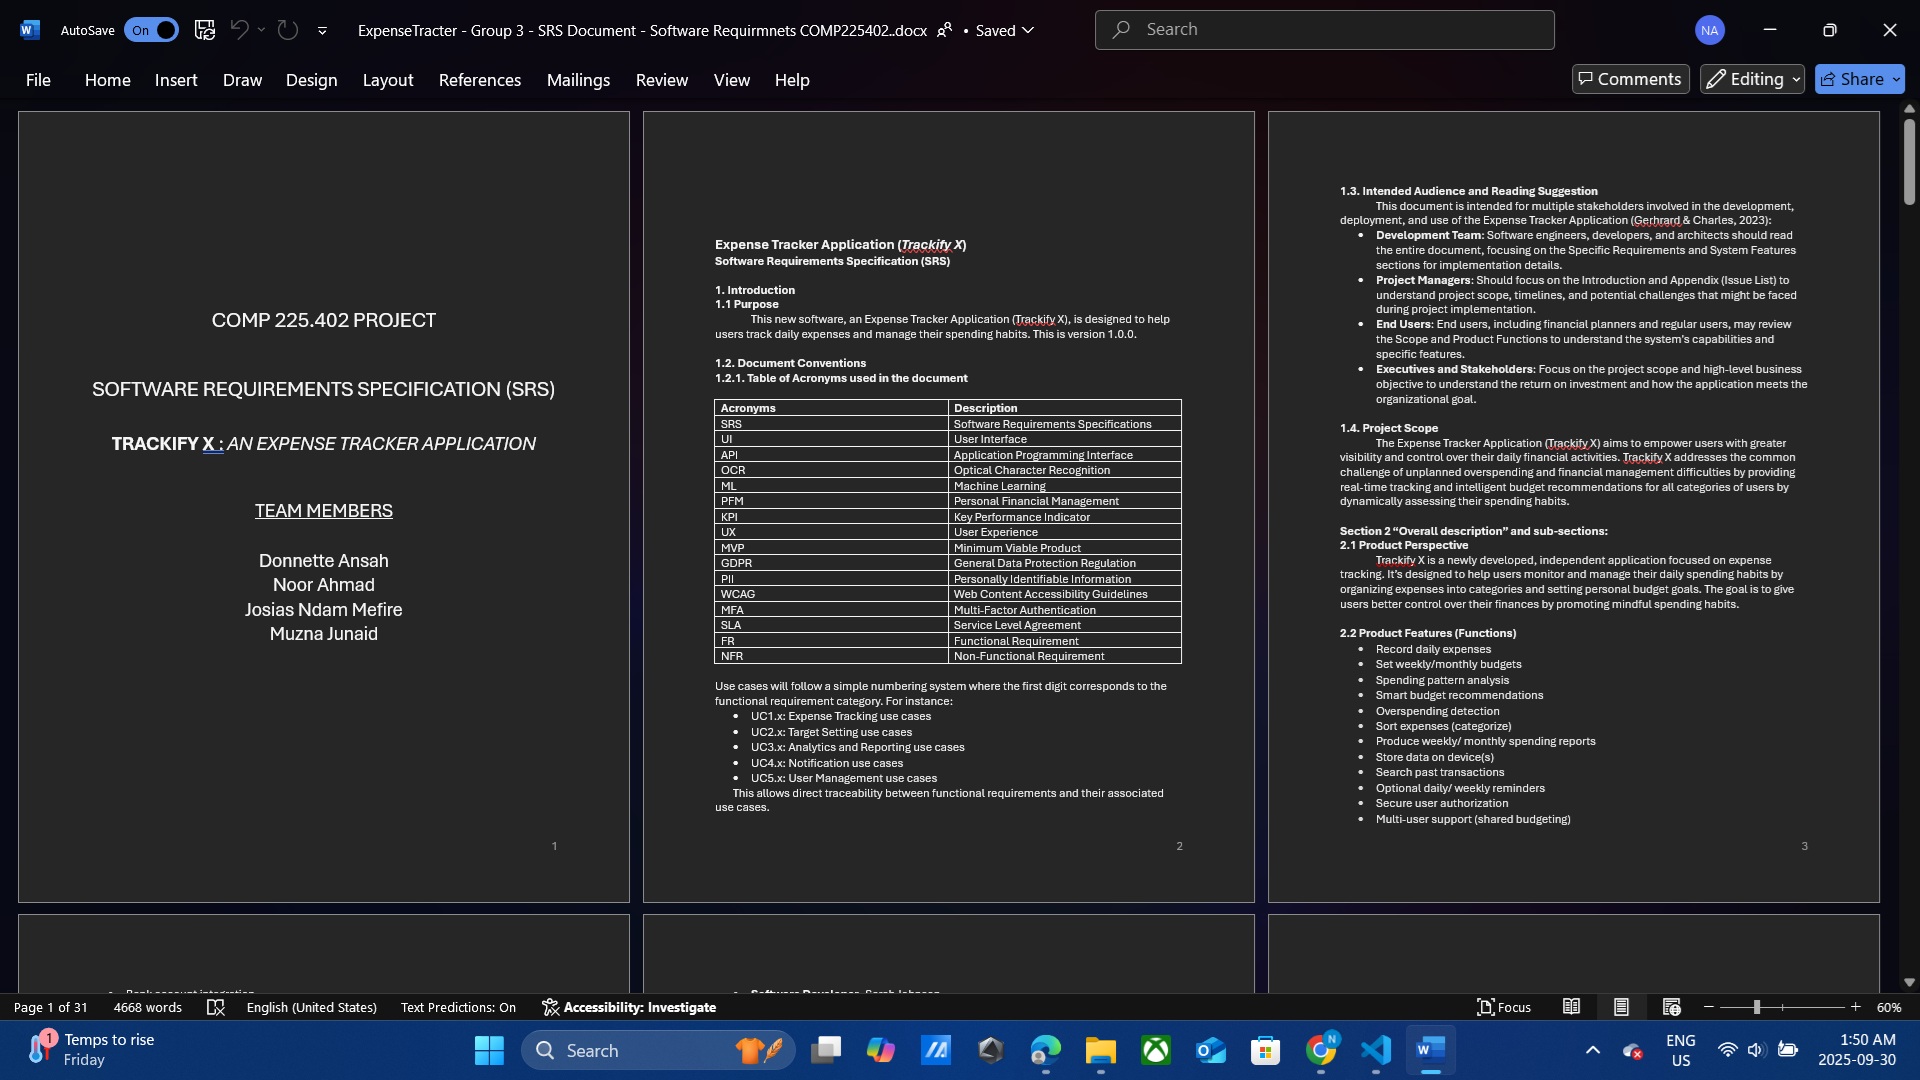 AutoSave On ExpenseTracter - Group 3 - SRS Document - Software Requirmnets COMP225402..docx • Saved Search NA
File Home Insert Draw Design Layout References Mailings Review View Help Comments Editing Share
COMP 225.402 PROJECT
SOFTWARE REQUIREMENTS SPECIFICATION (SRS)
TRACKIFY X : AN EXPENSE TRACKER APPLICATION
TEAM MEMBERS
Donnette Ansah
Noor Ahmad
Josias Ndam Mefire
Muzna Junaid
1
Expense Tracker Application (Trackify X)
Software Requirements Specification (SRS)
1. Introduction
1.1 Purpose
This new software, an Expense Tracker Application (Trackify X), is designed to help
users track daily expenses and manage their spending habits. This is version 1.0.0.
1.2. Document Conventions
1.2.1. Table of Acronyms used in the document
Acronyms Description
SRS Software Requirements Specifications
UI User Interface
API Application Programming Interface
OCR Optical Character Recognition
ML Machine Learning
PFM Personal Financial Management
KPI Key Performance Indicator
UX User Experience
MVP Minimum Viable Product
GDPR General Data Protection Regulation
PII Personally Identifiable Information
WCAG Web Content Accessibility Guidelines
MFA Multi-Factor Authentication
SLA Service Level Agreement
FR Functional Requirement
NFR Non-Functional Requirement
Use cases will follow a simple numbering system where the first digit corresponds to the
functional requirement category. For instance:
• UC1.x: Expense Tracking use cases
• UC2.x: Target Setting use cases
• UC3.x: Analytics and Reporting use cases
• UC4.x: Notification use cases
• UC5.x: User Management use cases
This allows direct traceability between functional requirements and their associated
use cases.
2
1.3. Intended Audience and Reading Suggestion
This document is intended for multiple stakeholders involved in the development,
deployment, and use of the Expense Tracker Application (Gerhrard & Charles, 2023):
• Development Team: Software engineers, developers, and architects should read
the entire document, focusing on the Specific Requirements and System Features
sections for implementation details.
• Project Managers: Should focus on the Introduction and Appendix (Issue List) to
understand project scope, timelines, and potential challenges that might be faced
during project implementation.
• End Users: End users, including financial planners and regular users, may review
the Scope and Product Functions to understand the system's capabilities and
specific features.
• Executives and Stakeholders: Focus on the project scope and high-level business
objective to understand the return on investment and how the application meets the
organizational goal.
1.4. Project Scope
The Expense Tracker Application (Trackify X) aims to empower users with greater
visibility and control over their daily financial activities. Trackify X addresses the common
challenge of unplanned overspending and financial management difficulties by providing
real-time tracking and intelligent budget recommendations for all categories of users by
dynamically assessing their spending habits.
Section 2 “Overall description” and sub-sections:
2.1 Product Perspective
Trackify X is a newly developed, independent application focused on expense
tracking. It’s designed to help users monitor and manage their daily spending habits by
organizing expenses into categories and setting personal budget goals. The goal is to give
users better control over their finances by promoting mindful spending habits.
2.2 Product Features (Functions)
• Record daily expenses
• Set weekly/monthly budgets
• Spending pattern analysis
• Smart budget recommendations
• Overspending detection
• Sort expenses (categorize)
• Produce weekly/ monthly spending reports
• Store data on device(s)
• Search past transactions
• Optional daily/ weekly reminders
• Secure user authorization
• Multi-user support (shared budgeting)
3
• Bank account integration
• Software Developer- Sarah Johnson
Page 1 of 31 4668 words English (United States) Text Predictions: On Accessibility: Investigate Focus 60%
1 Temps to rise
Friday
Search
N
ENG
US
1:50 AM
2025-09-30